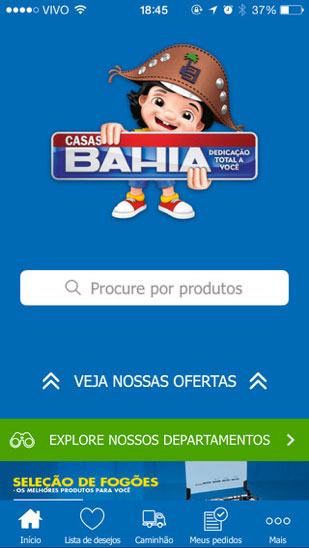 VIVO 18:45 37%
CASAS
BAHIA
DEDICAÇÃO
TOTAL A
VOCÊ
Procure por produtos
VEJA NOSSAS OFERTAS
EXPLORE NOSSOS DEPARTAMENTOS
SELEÇÃO DE FOGÕES
- OS MELHORES PRODUTOS PARA VOCÊ
Início Lista de desejos Caminhão Meus pedidos Mais